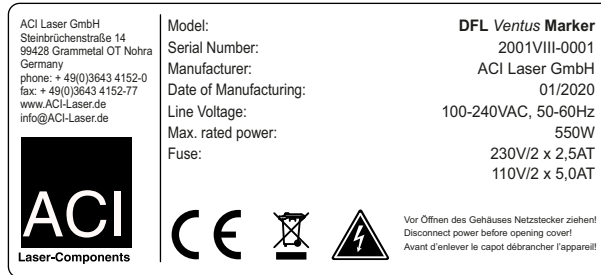 ACI Laser GmbH
Steinbrüchenstraße 14
99428 Grammetal OT Nohra
Germany
phone: + 49(0)3643 4152-0
fax: + 49(0)3643 4152-77
www.ACI-Laser.de
info@ACI-Laser.de
ACI
Laser-Components
Model: DFL Ventus Marker
Serial Number: 2001VIII-0001
Manufacturer: ACI Laser GmbH
Date of Manufacturing: 01/2020
Line Voltage: 100-240VAC, 50-60Hz
Max. rated power: 550W
Fuse: 230V/2 x 2,5AT
110V/2 x 5,0AT
CE
Vor Öffnen des Gehäuses Netzstecker ziehen!
Disconnect power before opening cover!
Avant d'enlever le capot débrancher l'appareil!